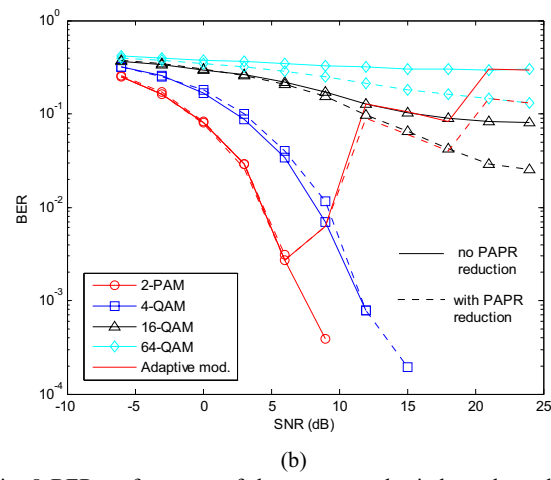 10^0
10^-1
10^-2
10^-3
10^-4
BER
no PAPR
reduction
with PAPR
reduction
2-PAM
4-QAM
16-QAM
64-QAM
Adaptive mod.
-10 -5 0 5 10 15 20 25
SNR (dB)
(b)